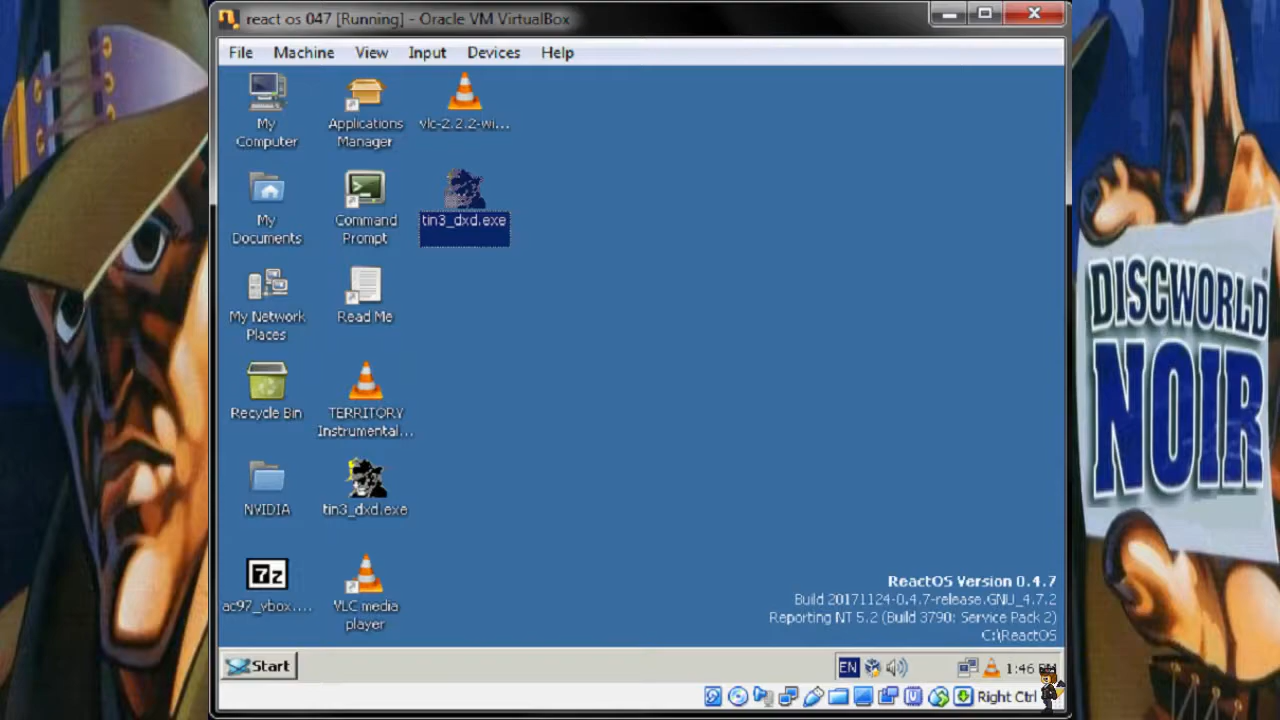 react os 047 [Running] - Oracle VM VirtualBox
File Machine View Input Devices Help
My Computer
Applications Manager
vlc-2.2.2-wi...
My Documents
Command Prompt
tin3_dxd.exe
My Network Places
Read Me
Recycle Bin
TERRITORY Instrumental...
NVIDIA
tin3_dxd.exe
7z
ac97_vbox....
VLC media player
ReactOS Version 0.4.7
Build 20171124-0.4.7-release.GNU_4.7.2
Reporting NT 5.2 (Build 3790: Service Pack 2)
C:\ReactOS
Start
EN
1:46 PM
Right Ctrl
DISCWORLD
NOIR